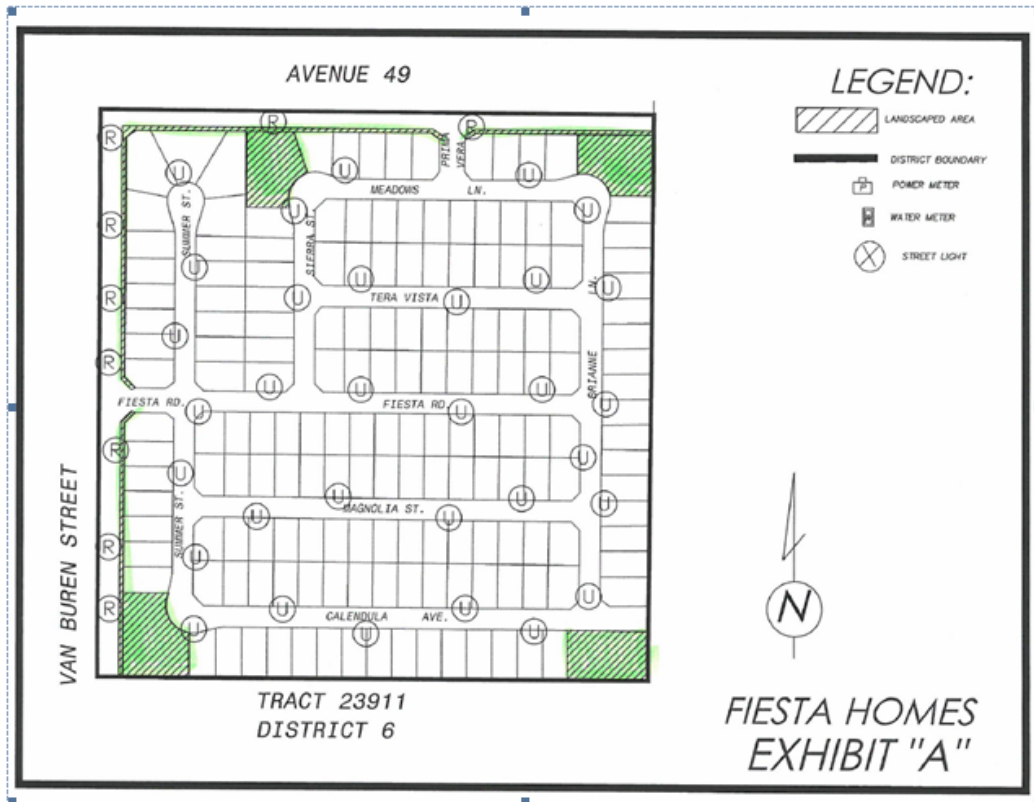 AVENUE 49
LEGEND:
LANDSCAPED AREA
DISTRICT BOUNDARY
P
POWER METER
WATER METER
STREET LIGHT
R
R
R
U
U
U
PRIMA
VERA
MEADOWS LN.
R
SUMMER ST.
U
SIERRA ST.
U
U
R
U
U
U
U
U
TERA VISTA
U
LN.
U
R
U
BRIANNE
U
U
U
FIESTA RD.
FIESTA RD.
U
U
U
R
U
U
SUMMER ST.
U
U
U
MAGNOLIA ST.
U
U
R
U
U
R
U
CALENDULA AVE.
U
U
U
U
VAN BUREN STREET
N
TRACT 23911
DISTRICT 6
FIESTA HOMES
EXHIBIT "A"